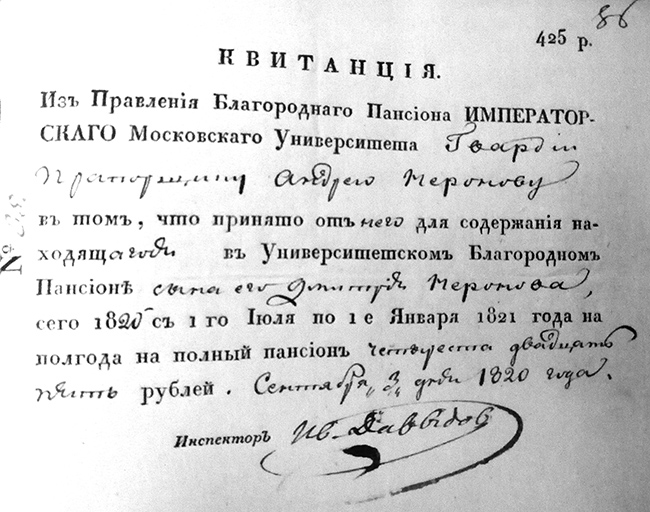 86
425 р.
КВИТАНЦІЯ.
Изъ Правленія Благороднаго Пансіона ИМПЕРАТОР-
СКАГО Московскаго Университета Гвардіи
Прапорщику Андрею Неронову
въ томъ, что принято отъ него для содержанія на-
ходящагося въ Университетскомъ Благородномъ
Пансіонѣ сына его Дмитрія Неронова,
сего 1820 съ 1 го Іюля по 1 е Января 1821 года на
полгода на полный пансіонъ четыреста двадцать
пять рублей. Сентября 3 дня 1820 года.
Инспекторъ Ив. Давыдов
№